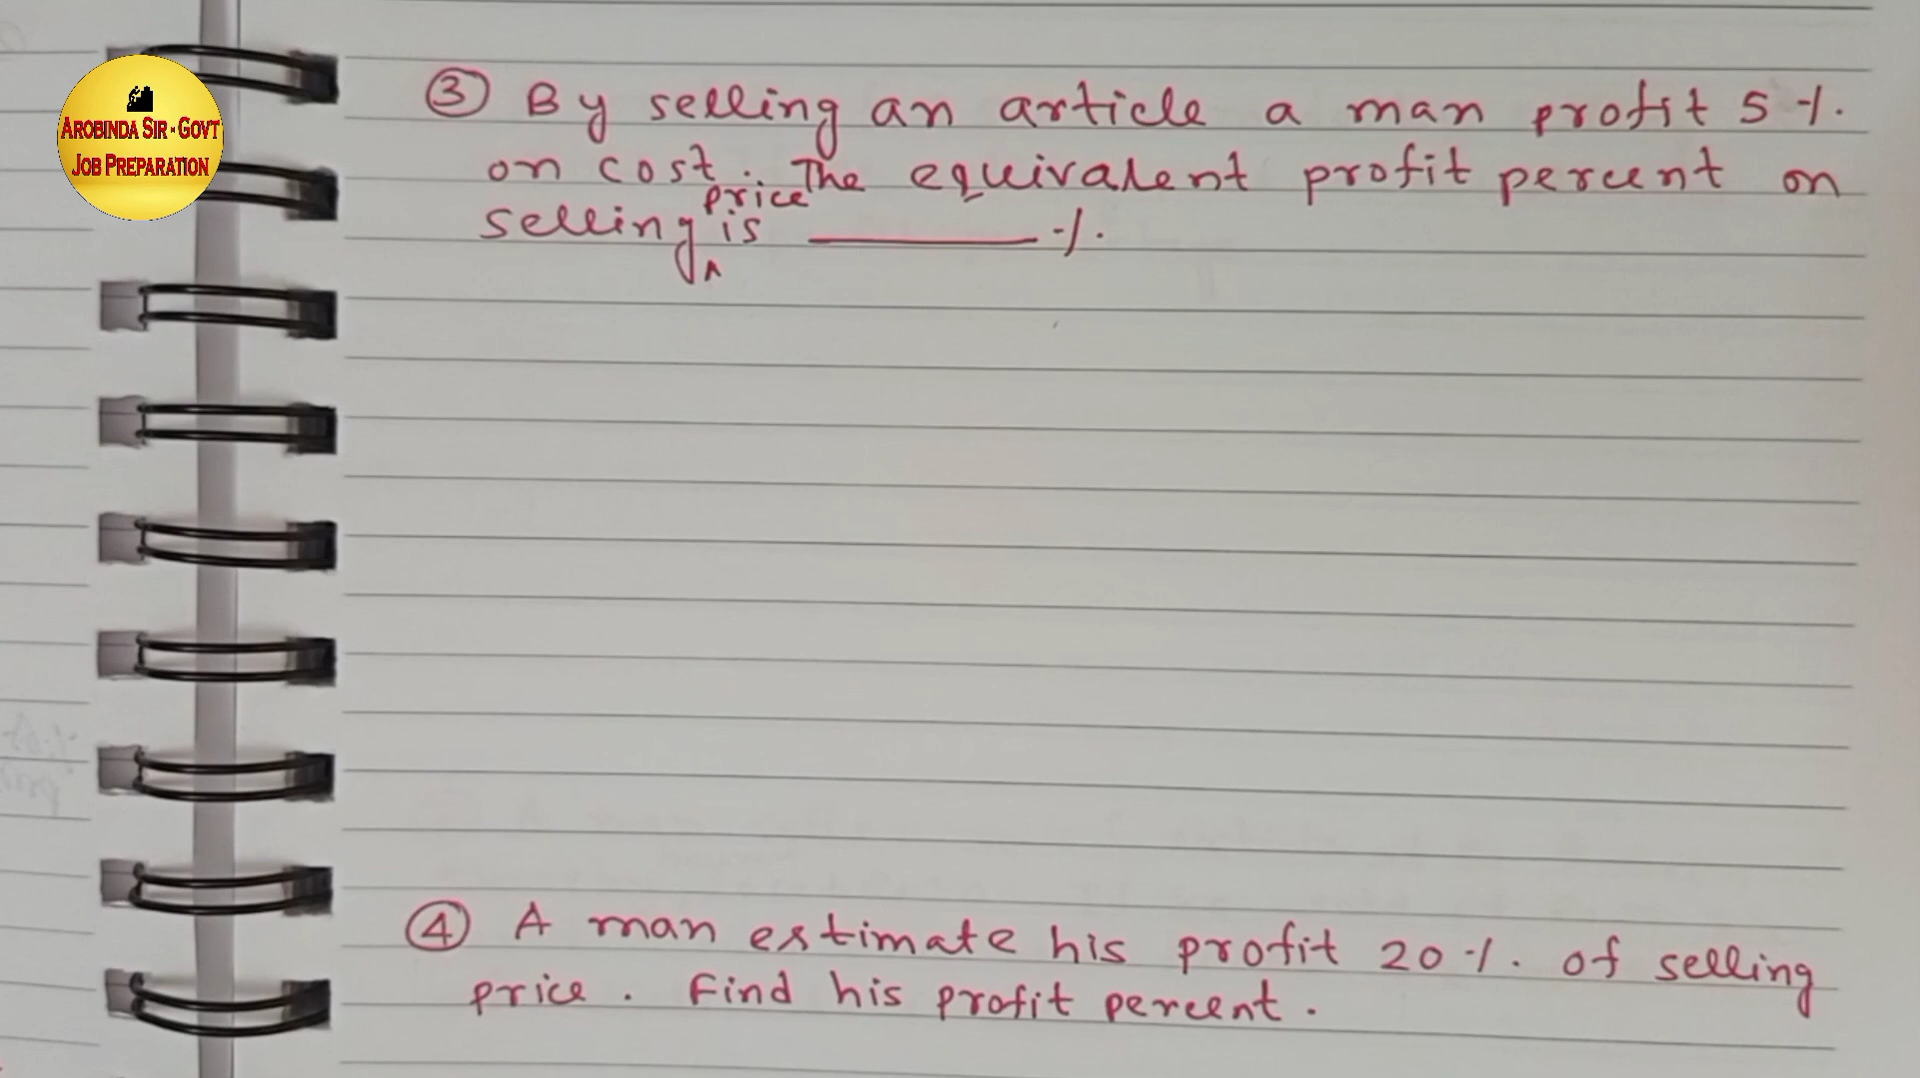 AROBINDA SIR - GOVT
JOB PREPARATION
③ By selling an article a man profit 5 %.
on cost. The equivalent profit percent on
price
selling ^ is ________ %.
④ A man estimate his profit 20 %. of selling
price. Find his profit percent.